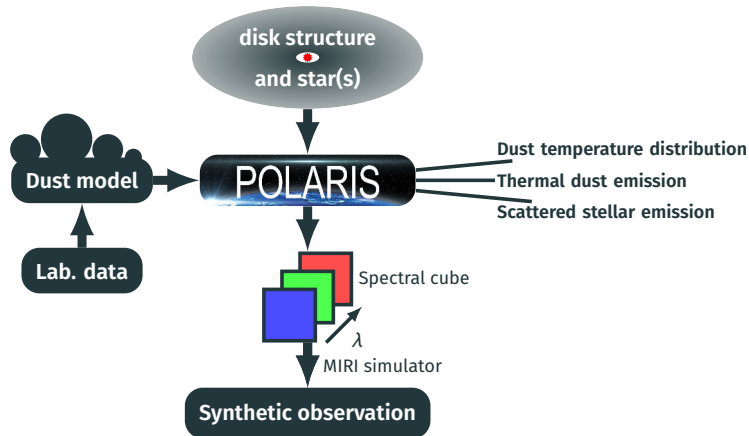 disk structure
and star(s)
Dust model
POLARIS
Dust temperature distribution
Thermal dust emission
Scattered stellar emission
Lab. data
Spectral cube
λ
MIRI simulator
Synthetic observation